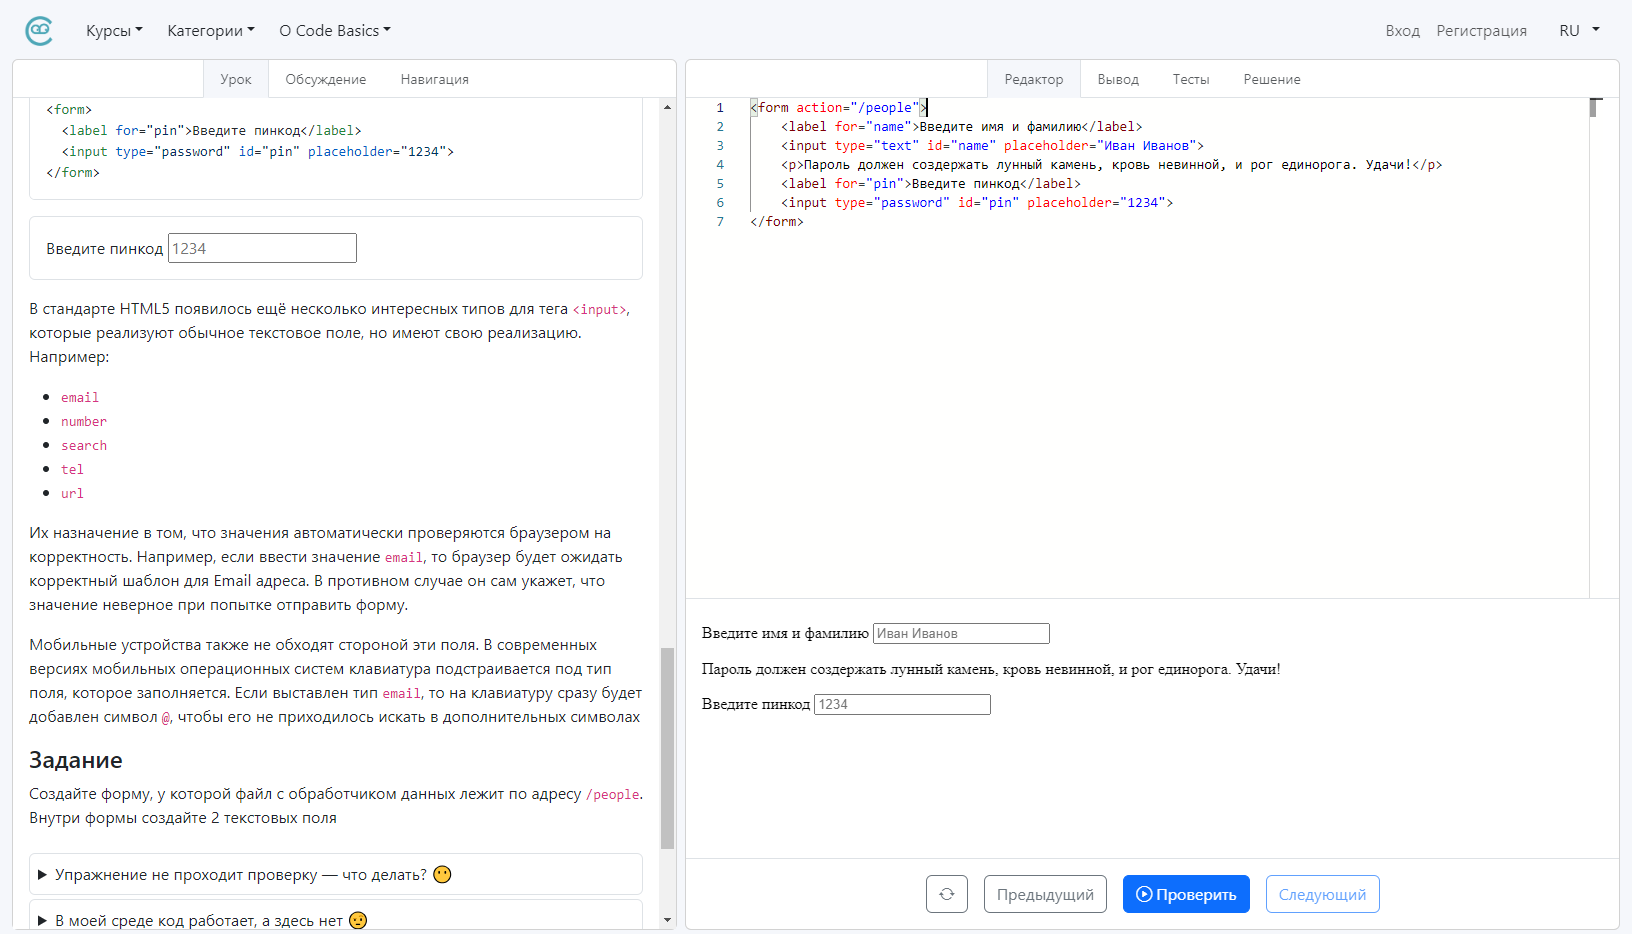 Курсы Категории О Code Basics Вход Регистрация RU
Урок Обсуждение Навигация
<form>
<label for="pin">Введите пинкод</label>
<input type="password" id="pin" placeholder="1234">
</form>
Введите пинкод 1234
В стандарте HTML5 появилось ещё несколько интересных типов для тега <input>,
которые реализуют обычное текстовое поле, но имеют свою реализацию.
Например:
email
number
search
tel
url
Их назначение в том, что значения автоматически проверяются браузером на
корректность. Например, если ввести значение email, то браузер будет ожидать
корректный шаблон для Email адреса. В противном случае он сам укажет, что
значение неверное при попытке отправить форму.
Мобильные устройства также не обходят стороной эти поля. В современных
версиях мобильных операционных систем клавиатура подстраивается под тип
поля, которое заполняется. Если выставлен тип email, то на клавиатуру сразу будет
добавлен символ @, чтобы его не приходилось искать в дополнительных символах
Задание
Создайте форму, у которой файл с обработчиком данных лежит по адресу /people.
Внутри формы создайте 2 текстовых поля
Упражнение не проходит проверку — что делать? 😶
В моей среде код работает, а здесь нет 🤨
Редактор Вывод Тесты Решение
1 <form action="/people">
2 <label for="name">Введите имя и фамилию</label>
3 <input type="text" id="name" placeholder="Иван Иванов">
4 <p>Пароль должен создержать лунный камень, кровь невинной, и рог единорога. Удачи!</p>
5 <label for="pin">Введите пинкод</label>
6 <input type="password" id="pin" placeholder="1234">
7 </form>
Введите имя и фамилию Иван Иванов
Пароль должен создержать лунный камень, кровь невинной, и рог единорога. Удачи!
Введите пинкод 1234
Предыдущий Проверить Следующий